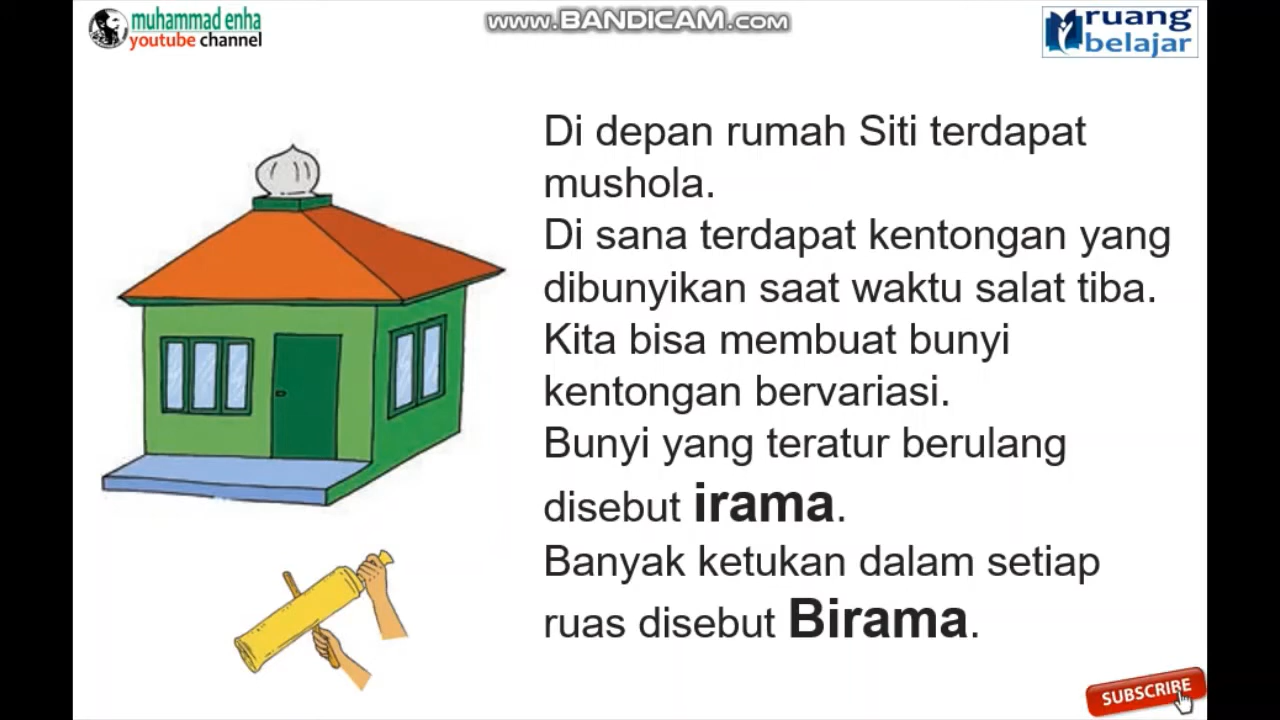 muhammad enha
youtube channel
www.BANDICAM.com
ruang
belajar
Di depan rumah Siti terdapat
mushola.
Di sana terdapat kentongan yang
dibunyikan saat waktu salat tiba.
Kita bisa membuat bunyi
kentongan bervariasi.
Bunyi yang teratur berulang
disebut irama.
Banyak ketukan dalam setiap
ruas disebut Birama.
SUBSCRIBE